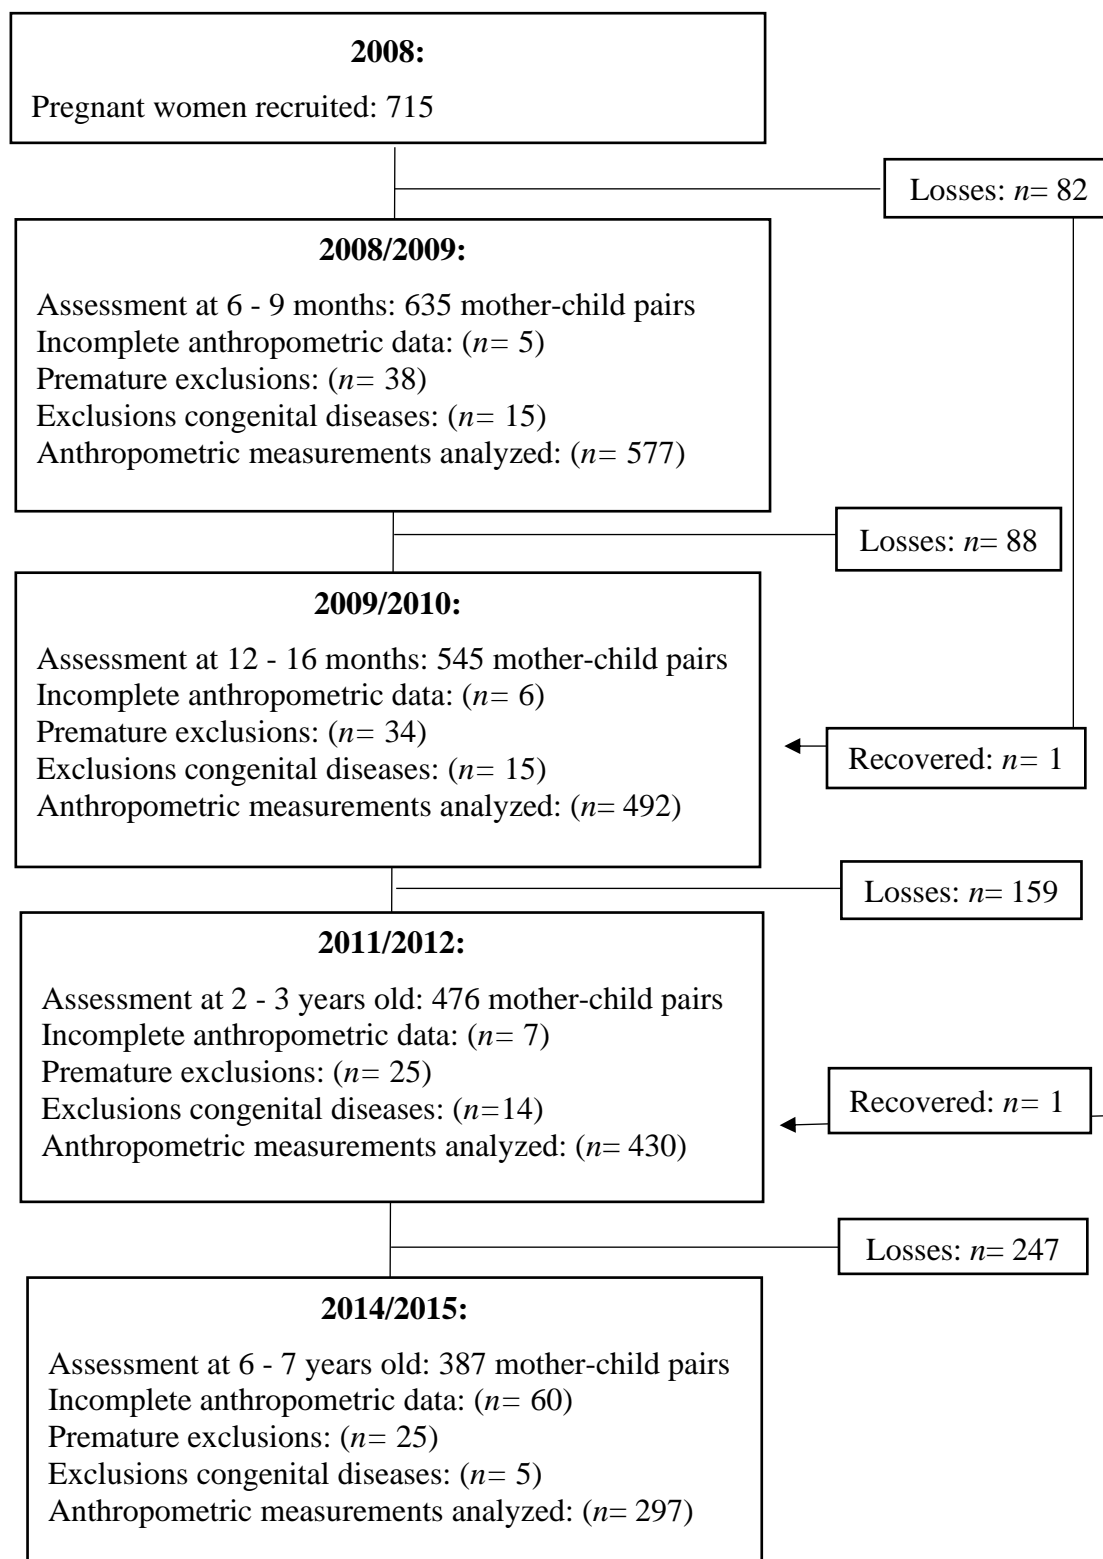 2008:
Pregnant women recruited: 715
Losses: n= 82
2008/2009:
Assessment at 6 - 9 months: 635 mother-child pairs
Incomplete anthropometric data: (n= 5)
Premature exclusions: (n= 38)
Exclusions congenital diseases: (n= 15)
Anthropometric measurements analyzed: (n= 577)
Losses: n= 88
2009/2010:
Assessment at 12 - 16 months: 545 mother-child pairs
Incomplete anthropometric data: (n= 6)
Premature exclusions: (n= 34)
Exclusions congenital diseases: (n= 15)
Anthropometric measurements analyzed: (n= 492)
Recovered: n= 1
Losses: n= 159
2011/2012:
Assessment at 2 - 3 years old: 476 mother-child pairs
Incomplete anthropometric data: (n= 7)
Premature exclusions: (n= 25)
Exclusions congenital diseases: (n=14)
Anthropometric measurements analyzed: (n= 430)
Recovered: n= 1
Losses: n= 247
2014/2015:
Assessment at 6 - 7 years old: 387 mother-child pairs
Incomplete anthropometric data: (n= 60)
Premature exclusions: (n= 25)
Exclusions congenital diseases: (n= 5)
Anthropometric measurements analyzed: (n= 297)